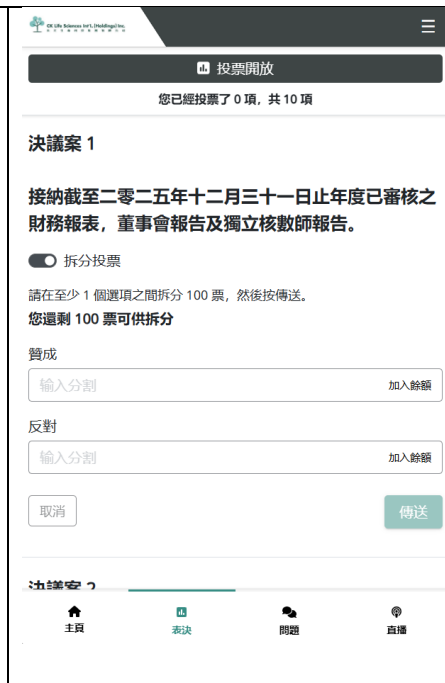 CK Life Sciences Int'l., (Holdings) Inc.
投票開放
您已經投票了 0 項，共 10 項
決議案 1
接納截至二零二五年十二月三十一日止年度已審核之
財務報表，董事會報告及獨立核數師報告。
拆分投票
請在至少 1 個選項之間拆分 100 票，然後按傳送。
您還剩 100 票可供拆分
贊成
输入分割
加入餘額
反對
输入分割
加入餘額
取消
傳送
決議案 2
主頁
表決
問題
直播